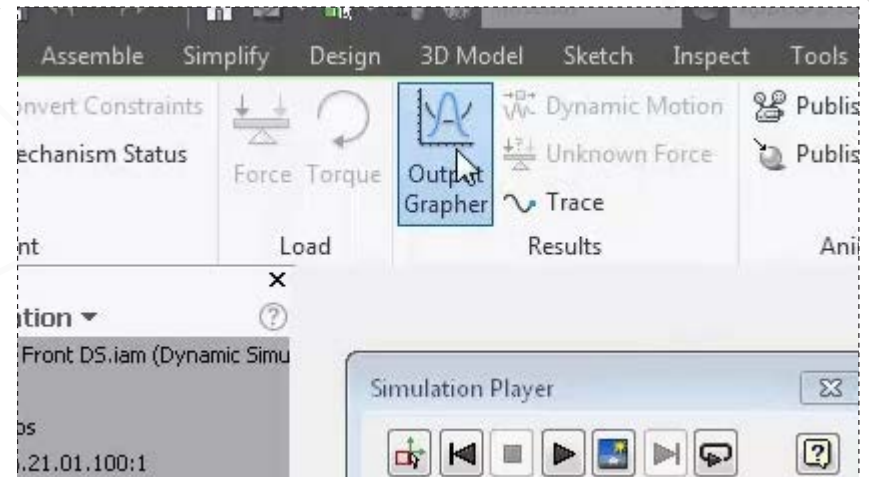 Assemble Simplify Design 3D Model Sketch Inspect Tools
nvert Constraints
echanism Status
Force Torque
Output
Grapher
Dynamic Motion
Unknown Force
Trace
Publis
Publis
nt Load Results Ani
ation
Front DS.iam (Dynamic Simu
os
.21.01.100:1
Simulation Player